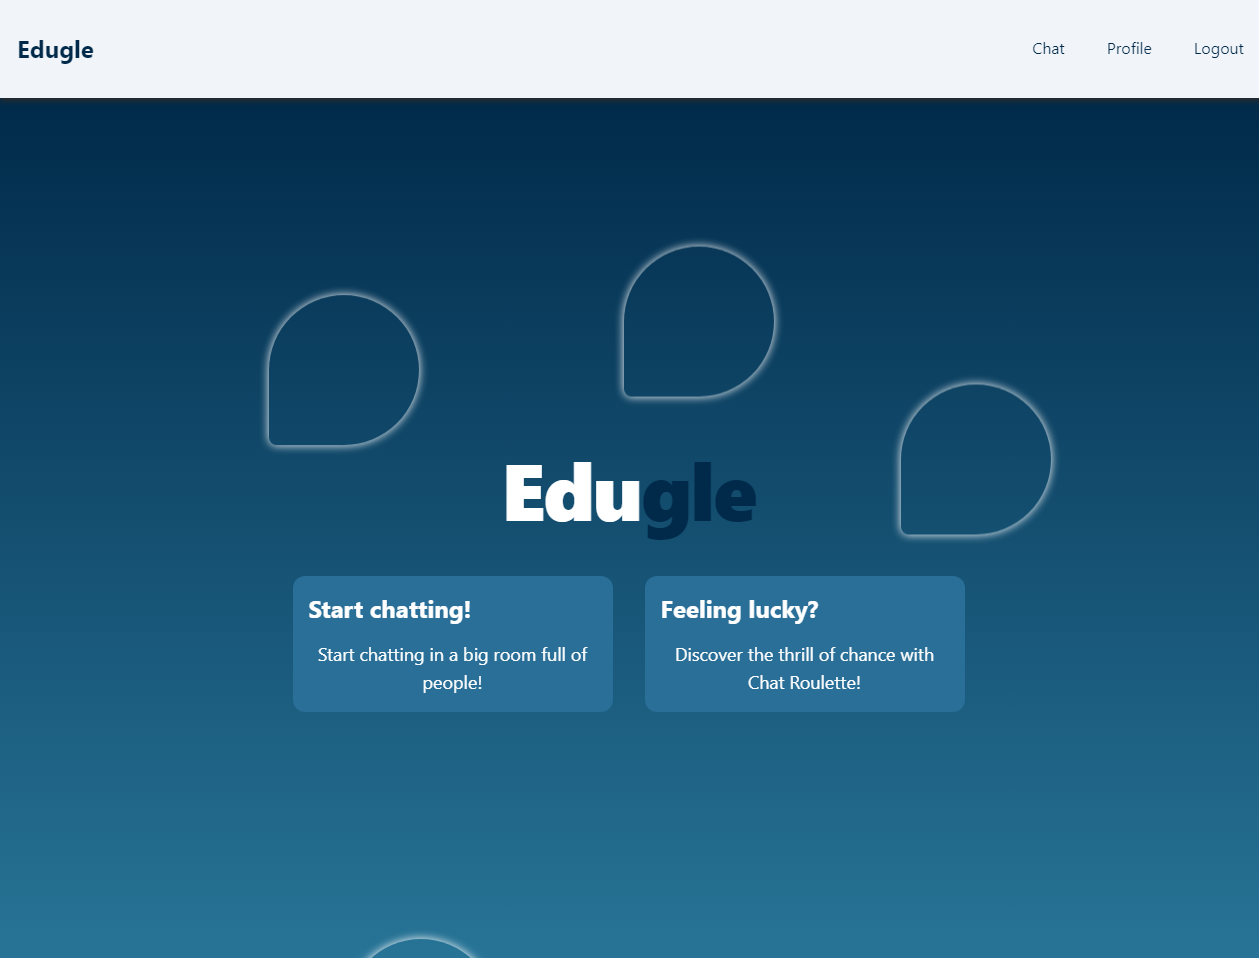 Edugle
Chat Profile Logout
Edugle
Start chatting!
Start chatting in a big room full of
people!
Feeling lucky?
Discover the thrill of chance with
Chat Roulette!